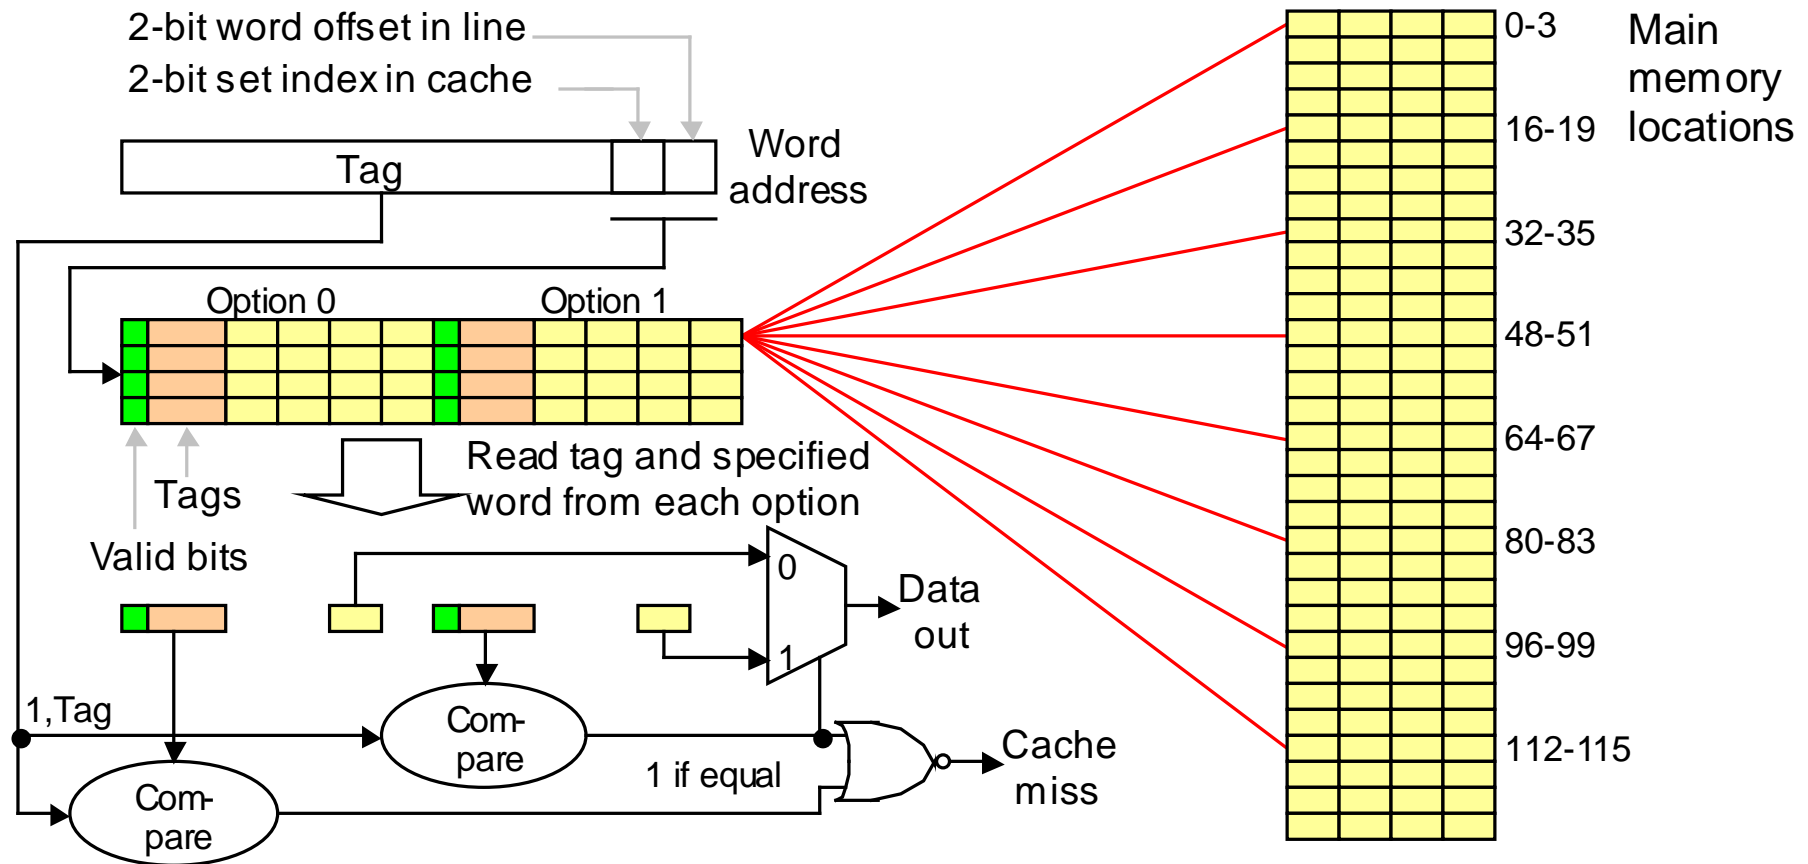 2-bit word offset in line
2-bit set index in cache
Tag
Word
address
Option 0
Option 1
Tags
Valid bits
Read tag and specified
word from each option
0
1
Data
out
1,Tag
Com-
pare
Com-
pare
1 if equal
Cache
miss
0-3
16-19
32-35
48-51
64-67
80-83
96-99
112-115
Main
memory
locations